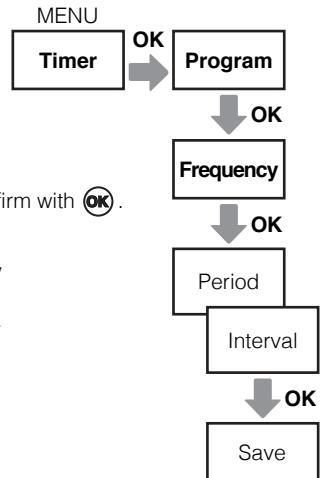 MENU
Timer
OK
Program
OK
Frequency
firm with OK .
OK
Period
Interval
OK
Save